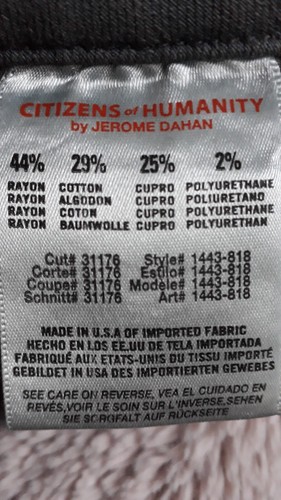 CITIZENS of HUMANITY
by JEROME DAHAN
44% 29% 25% 2%
RAYON COTTON CUPRO POLYURETHANE
RAYON ALGODON CUPRO POLIURETANO
RAYON COTON CUPRO POLYURETHANE
RAYON BAUMWOLLE CUPRO POLYURETHAN
Cut# 31176 Style# 1443-818
Corte# 31176 Estilo# 1443-818
Coupe# 31176 Modele# 1443-818
Schnitt# 31176 Art# 1443-818
MADE IN U.S.A OF IMPORTED FABRIC
HECHO EN LOS EE.UU DE TELA IMPORTADA
FABRIQUÉ AUX ETATS-UNIS DU TISSU IMPORTÉ
GEBILDET IN USA DES IMPORTIERTEN GEWEBES
SEE CARE ON REVERSE, VEA EL CUIDADO EN
REVÉS, VOIR LE SOIN SUR L'INVERSE, SEHEN
SIE SORGFALT AUF RÜCKSEITE